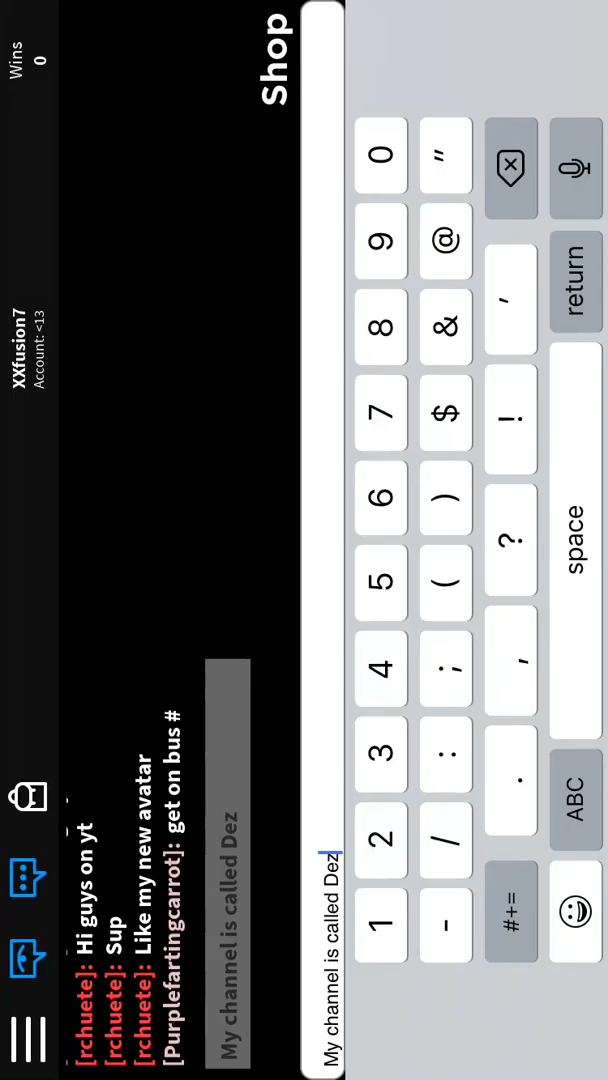 XXfusion7
Account: <13
Wins
0
[rchuete]: Hi guys on yt
[rchuete]: Sup
[rchuete]: Like my new avatar
[Purplefartingcarrot]: get on bus #
My channel is called Dez
Shop
My channel is called Dez
1 2 3 4 5 6 7 8 9 0
- / : ; ( ) $ & @ "
#+= . , ? ! '
ABC space return